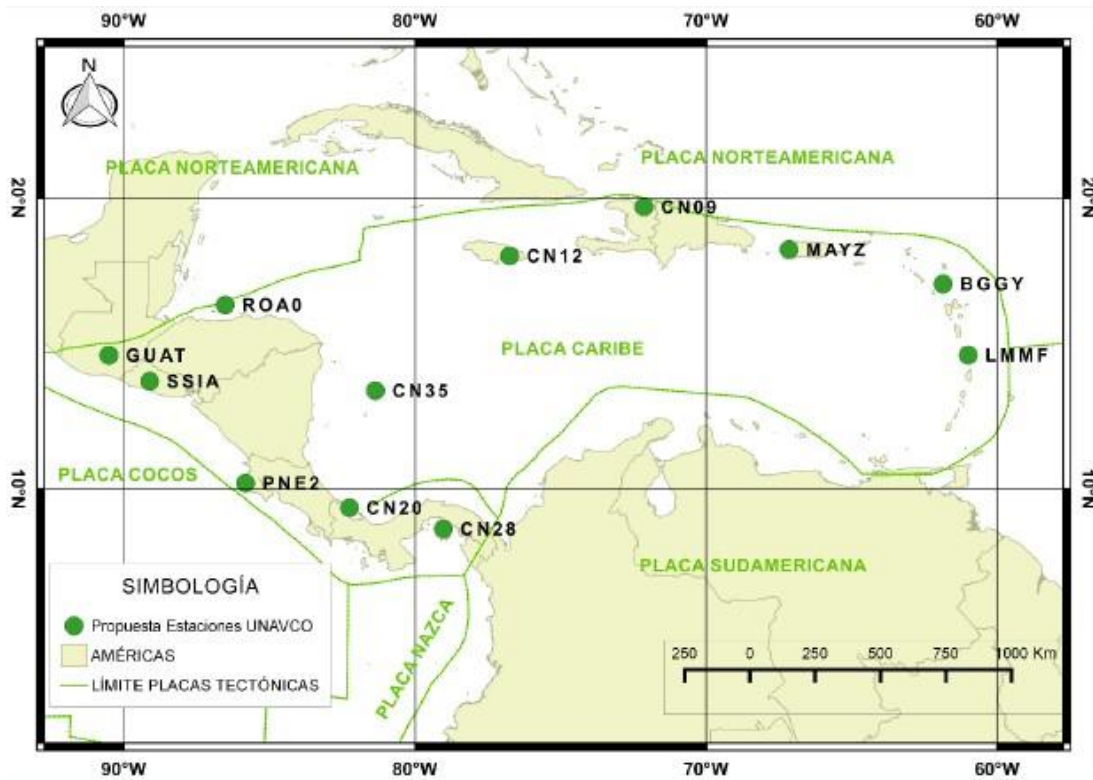 90°W 80°W 70°W 60°W
N
PLACA NORTEAMERICANA
PLACA NORTEAMERICANA
20°N 20°N
CN09
MAYZ
CN12
BGGY
ROA0
PLACA CARIBE
GUAT
LMMF
SSIA
CN35
PLACA COCOS
PNE2
10°N 10°N
CN20
CN28
PLACA SUDAMERICANA
PLACA NAZCA
SIMBOLOGÍA
Propuesta Estaciones UNAVCO
AMÉRICAS
LÍMITE PLACAS TECTÓNICAS
250 0 250 500 750 1000 Km
90°W 80°W 70°W 60°W